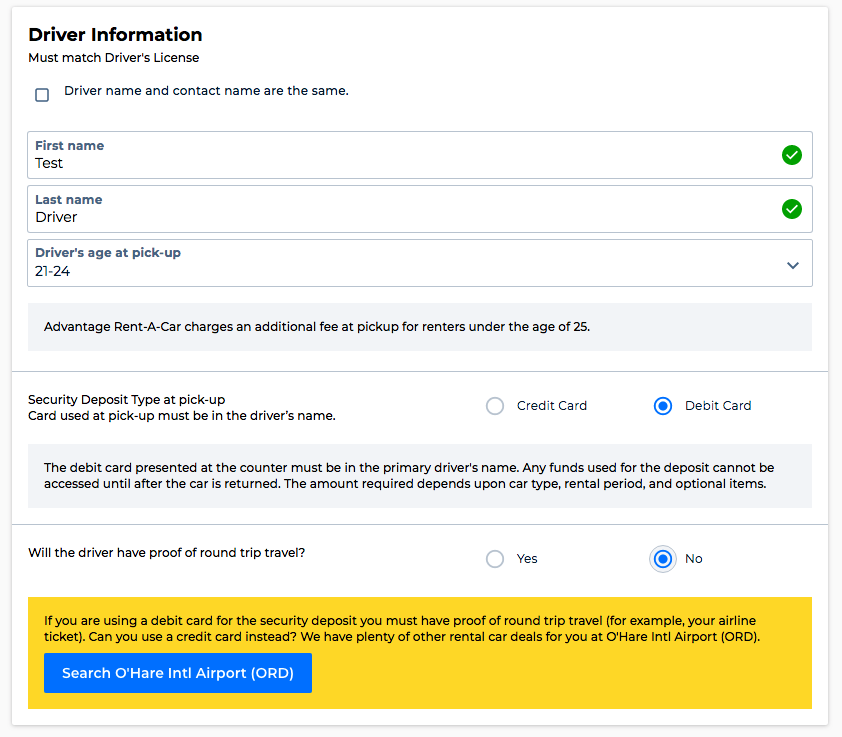 Driver Information
Must match Driver's License
Driver name and contact name are the same.
First name
Test
Last name
Driver
Driver's age at pick-up
21-24
Advantage Rent-A-Car charges an additional fee at pickup for renters under the age of 25.
Security Deposit Type at pick-up
Card used at pick-up must be in the driver’s name.
Credit Card
Debit Card
The debit card presented at the counter must be in the primary driver's name. Any funds used for the deposit cannot be
accessed until after the car is returned. The amount required depends upon car type, rental period, and optional items.
Will the driver have proof of round trip travel?
Yes
No
If you are using a debit card for the security deposit you must have proof of round trip travel (for example, your airline
ticket). Can you use a credit card instead? We have plenty of other rental car deals for you at O'Hare Intl Airport (ORD).
Search O'Hare Intl Airport (ORD)